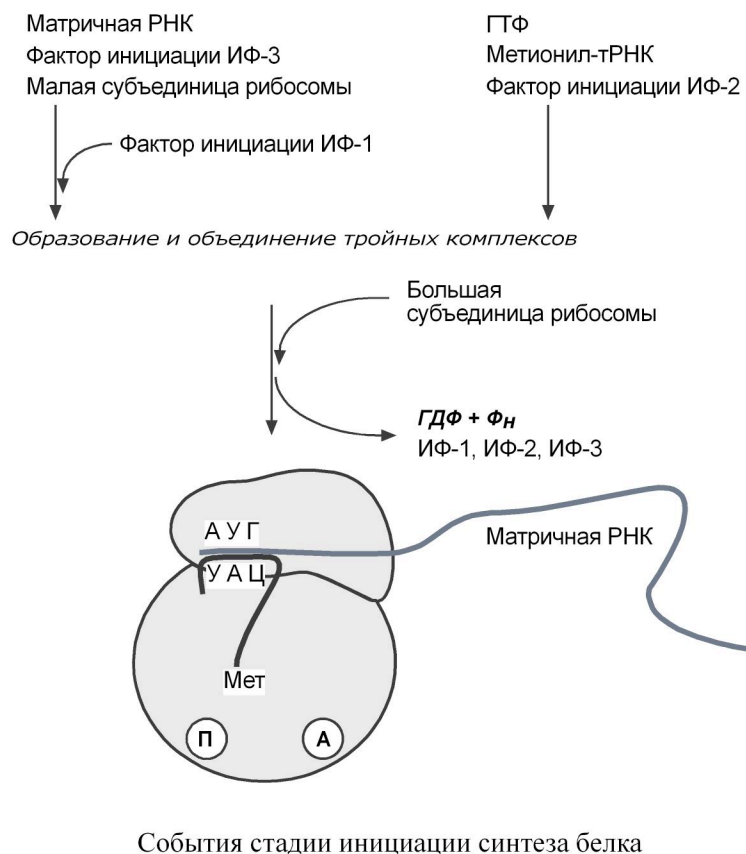 Матричная РНК
Фактор инициации ИФ-3
Малая субъединица рибосомы
Фактор инициации ИФ-1
ГТФ
Метионил-тРНК
Фактор инициации ИФ-2
Образование и объединение тройных комплексов
Большая
субъединица рибосомы
ГДФ + Фн
ИФ-1, ИФ-2, ИФ-3
А У Г
Матричная РНК
У А Ц
Мет
П
А
События стадии инициации синтеза белка